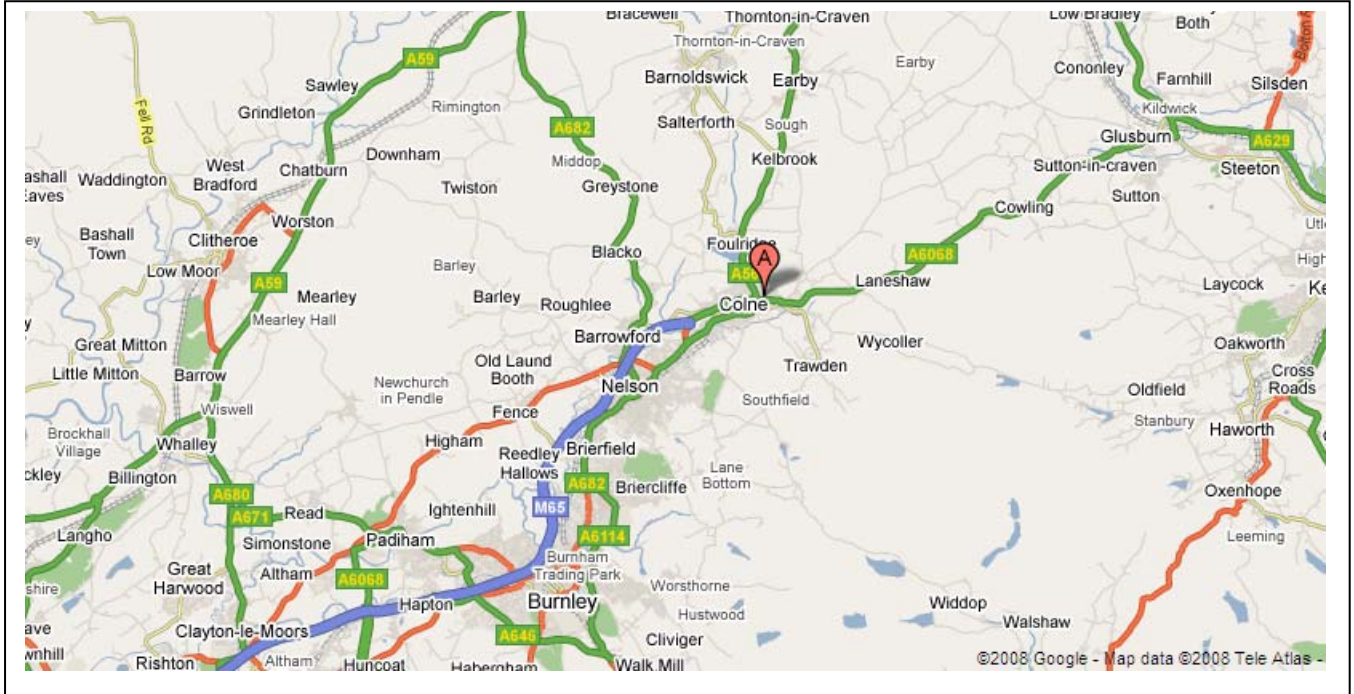 Bracewell
Thornton-in-Craven
Thornton-in-Craven
Low Bradley
Both
Bolton
A59
Barnoldswick
Earby
Earby
Cononley
Farnhill
Silsden
Sawley
Grindleton
Rimington
Salterforth
Sough
Kildwick
Glusburn
Fell Rd
A682
A629
Downham
Middop
Kelbrook
Sutton-in-craven
Steeton
West
Bradford
Chatburn
Waddington
Twiston
Greystone
Sutton
Cowling
Worston
Bashall
Town
Clitheroe
Blacko
Foulridge
A6068
Low Moor
Barley
A56
A
Laneshaw
A59
Mearley
Barley
Roughlee
Colne
Laycock
Mearley Hall
Barrowford
Wycoller
Great Mitton
Old Laund
Booth
Trawden
Oakworth
Little Mitton
Barrow
Newchurch
in Pendle
Nelson
Oldfield
Cross
Roads
Wiswell
Fence
Southfield
Stanbury
Brockhall
Village
Whalley
Higham
Haworth
Reedley
Hallows
Brierfield
Lane
Bottom
Billington
A682
Briercliffe
A680
Oxenhope
A671
Read
Ightenhill
M65
Langho
Simonstone
Padiham
A6114
Leeming
Great
Harwood
Altham
A6068
Burnham
Trading Park
Worsthorne
Hapton
Burnley
Hustwood
Widdop
Walshaw
Clayton-le-Moors
A646
Cliviger
Rishton
Altham
Huncoat
Habergham
Walk Mill
©2008 Google - Map data ©2008 Tele Atlas -